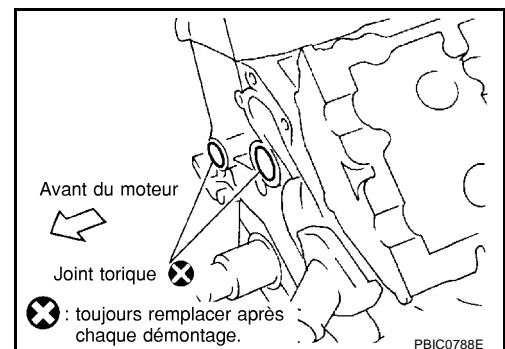 Avant du moteur
Joint torique
: toujours remplacer après
chaque démontage.
PBIC0788E